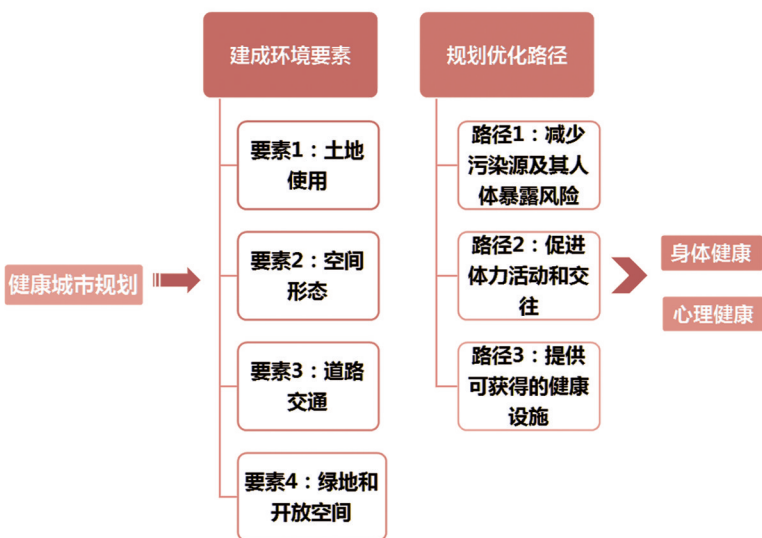 建成环境要素
规划优化路径
要素1：土地
使用
要素2：空间
形态
要素3：道路
交通
要素4：绿地和
开放空间
路径1：减少
污染源及其人
体暴露风险
路径2：促进
体力活动和交
往
路径3：提供
可获得的健康
设施
健康城市规划
身体健康
心理健康